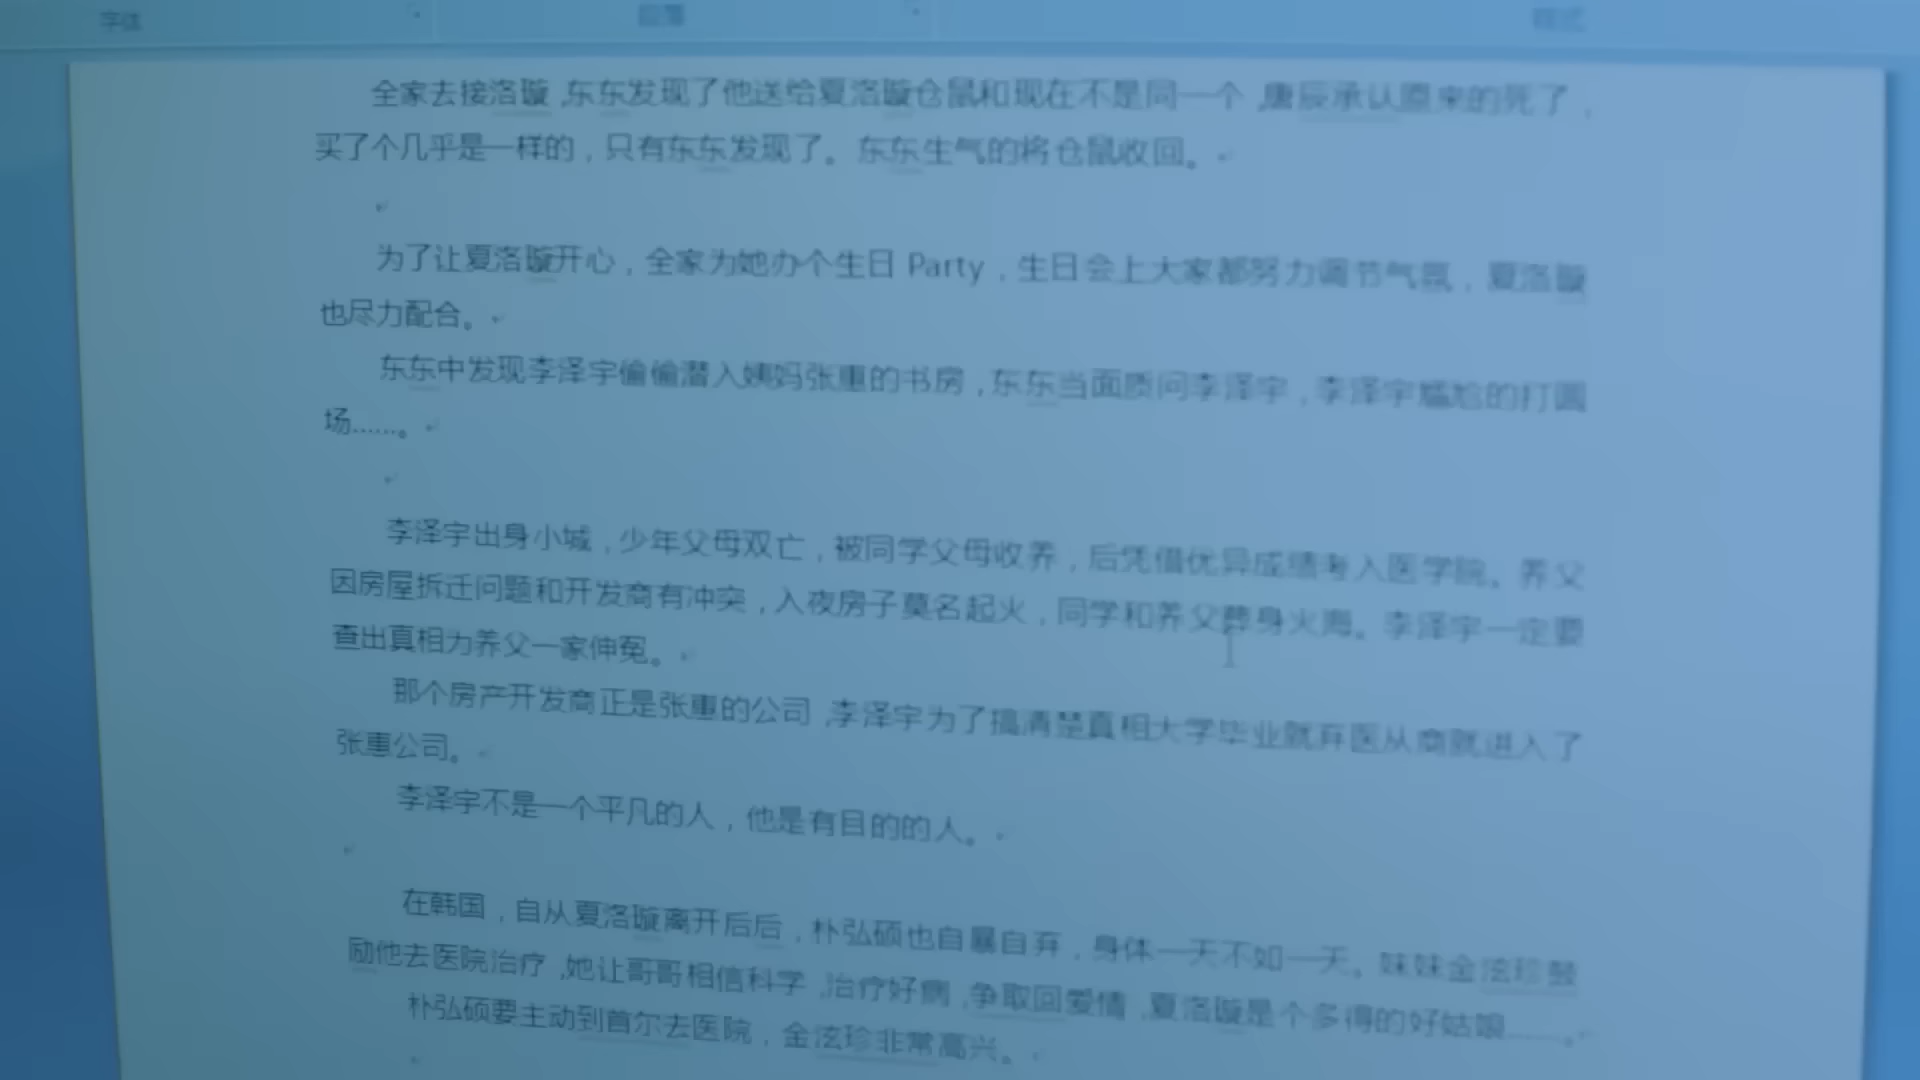 字体 段落 样式
全家去接洛璇,东东发现了他送给夏洛璇仓鼠和现在不是同一个,唐辰承认原来的死了，
买了个几乎是一样的，只有东东发现了。东东生气的将仓鼠收回。
为了让夏洛璇开心，全家为她办个生日 Party，生日会上大家都努力调节气氛，夏洛璇
也尽力配合。
东东中发现李泽宇偷偷潜入姨妈张惠的书房，东东当面质问李泽宇，李泽宇尴尬的打圆
场……。
李泽宇出身小城，少年父母双亡，被同学父母收养，后凭借优异成绩考入医学院。养父
因房屋拆迁问题和开发商有冲突，入夜房子莫名起火，同学和养父葬身火海。李泽宇一定要
查出真相为养父一家伸冤。
那个房产开发商正是张惠的公司,李泽宇为了搞清楚真相大学毕业就弃医从商就进入了
张惠公司。
李泽宇不是一个平凡的人，他是有目的的人。
在韩国，自从夏洛璇离开后后，朴弘硕也自暴自弃，身体一天不如一天。妹妹金泫珍鼓
励他去医院治疗,她让哥哥相信科学,治疗好病,争取回爱情,夏洛璇是个多得的好姑娘……。
朴弘硕要主动到首尔去医院，金泫珍非常高兴。